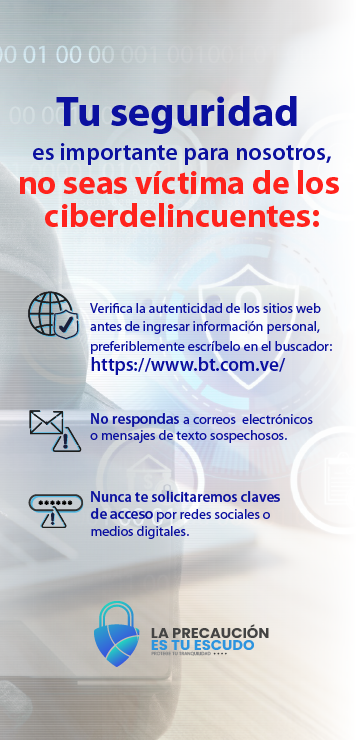 00 01 00 00 00 001 00100
Tu seguridad
es importante para nosotros,
no seas víctima de los
ciberdelincuentes:
Verifica la autenticidad de los sitios web
antes de ingresar información personal,
preferiblemente escríbelo en el buscador:
https://www.bt.com.ve/
No respondas a correos electrónicos
o mensajes de texto sospechosos.
Nunca te solicitaremos claves
de acceso por redes sociales o
medios digitales.
LA PRECAUCIÓN
ES TU ESCUDO
PROTEGE TU TRANQUILIDAD